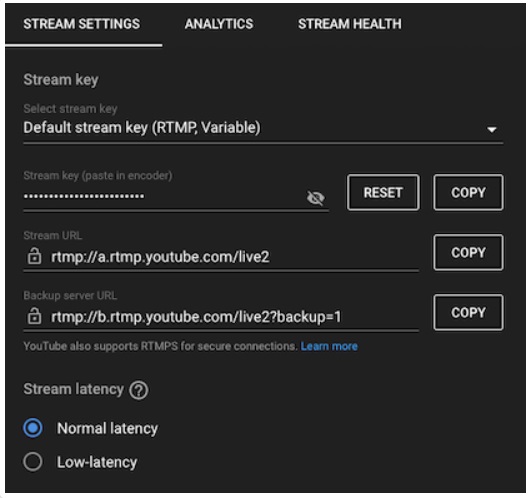 STREAM SETTINGS ANALYTICS STREAM HEALTH
Stream key
Select stream key
Default stream key (RTMP, Variable)
Stream key (paste in encoder)
•••••••••••••••••••••••• RESET COPY
Stream URL
rtmp://a.rtmp.youtube.com/live2 COPY
Backup server URL
rtmp://b.rtmp.youtube.com/live2?backup=1 COPY
YouTube also supports RTMPS for secure connections. Learn more
Stream latency ?
Normal latency
Low-latency